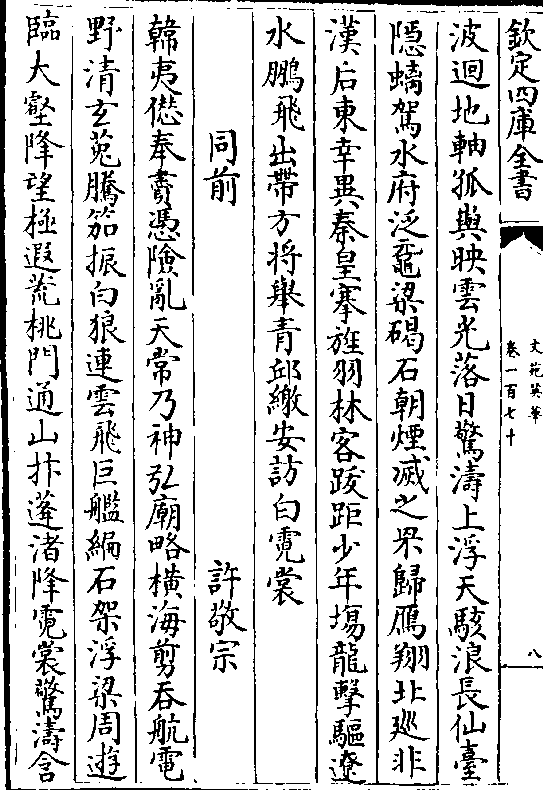 欽定四庫全書
文苑英華
卷一百七十
八
波迴地軸孤嶼映雲光落日驚濤上浮天駭浪長仙臺
隱螭駕水府泛黿梁碣石朝煙滅之罘歸鴈翔北廵非
漢后東幸異秦皇搴旌羽林客跋距少年塲龍擊驅遼
水鵬飛出帶方将舉青邱繳安訪白霓裳
同前 許敬宗
韓夷愆奉賮憑險亂天常乃神弘廟略橫海剪吞航電
野清玄菟騰笳振白狼連雲飛巨艦編石架浮梁周遊
臨大壑降望極遐荒桃門通山抃蓬渚降霓裳驚濤含